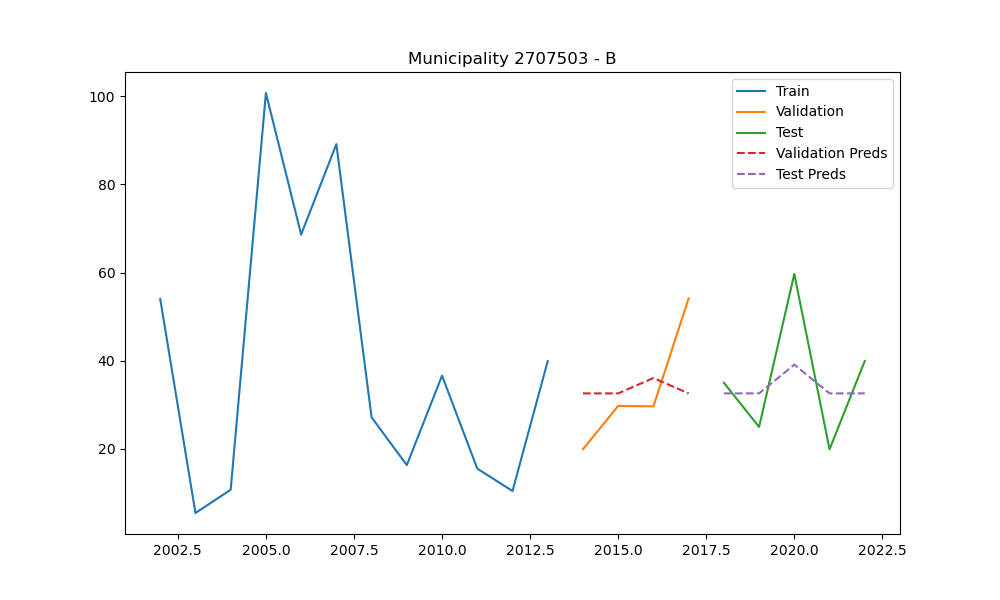 Municipality 2707503 - B
Train
Validation
Test
Validation Preds
Test Preds
100
80
60
40
20
2002.5 2005.0 2007.5 2010.0 2012.5 2015.0 2017.5 2020.0 2022.5